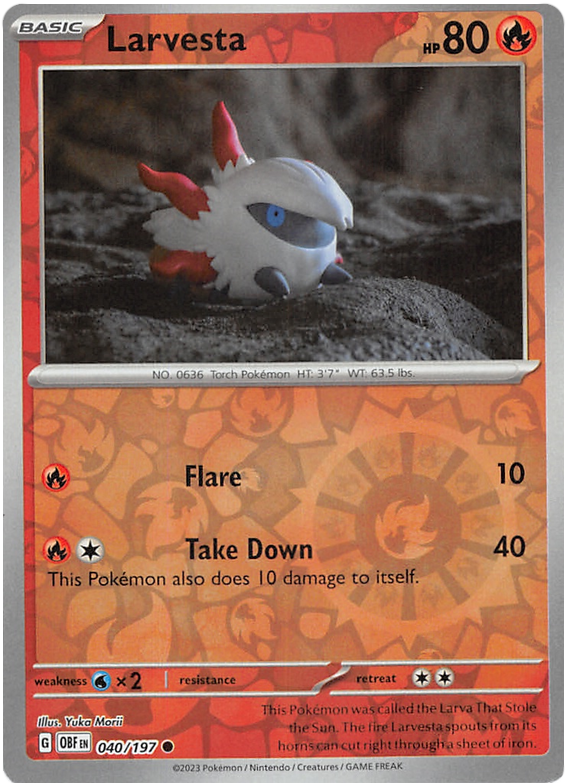 BASIC
Larvesta
HP 80
NO. 0636 Torch Pokémon HT: 3'7" WT: 63.5 lbs.
Flare 10
Take Down 40
This Pokémon also does 10 damage to itself.
weakness ×2 resistance retreat
Illus. Yuka Morii
This Pokémon was called the Larva That Stole
the Sun. The fire Larvesta spouts from its
horns can cut right through a sheet of iron.
G OBF EN 040/197
©2023 Pokémon / Nintendo / Creatures / GAME FREAK